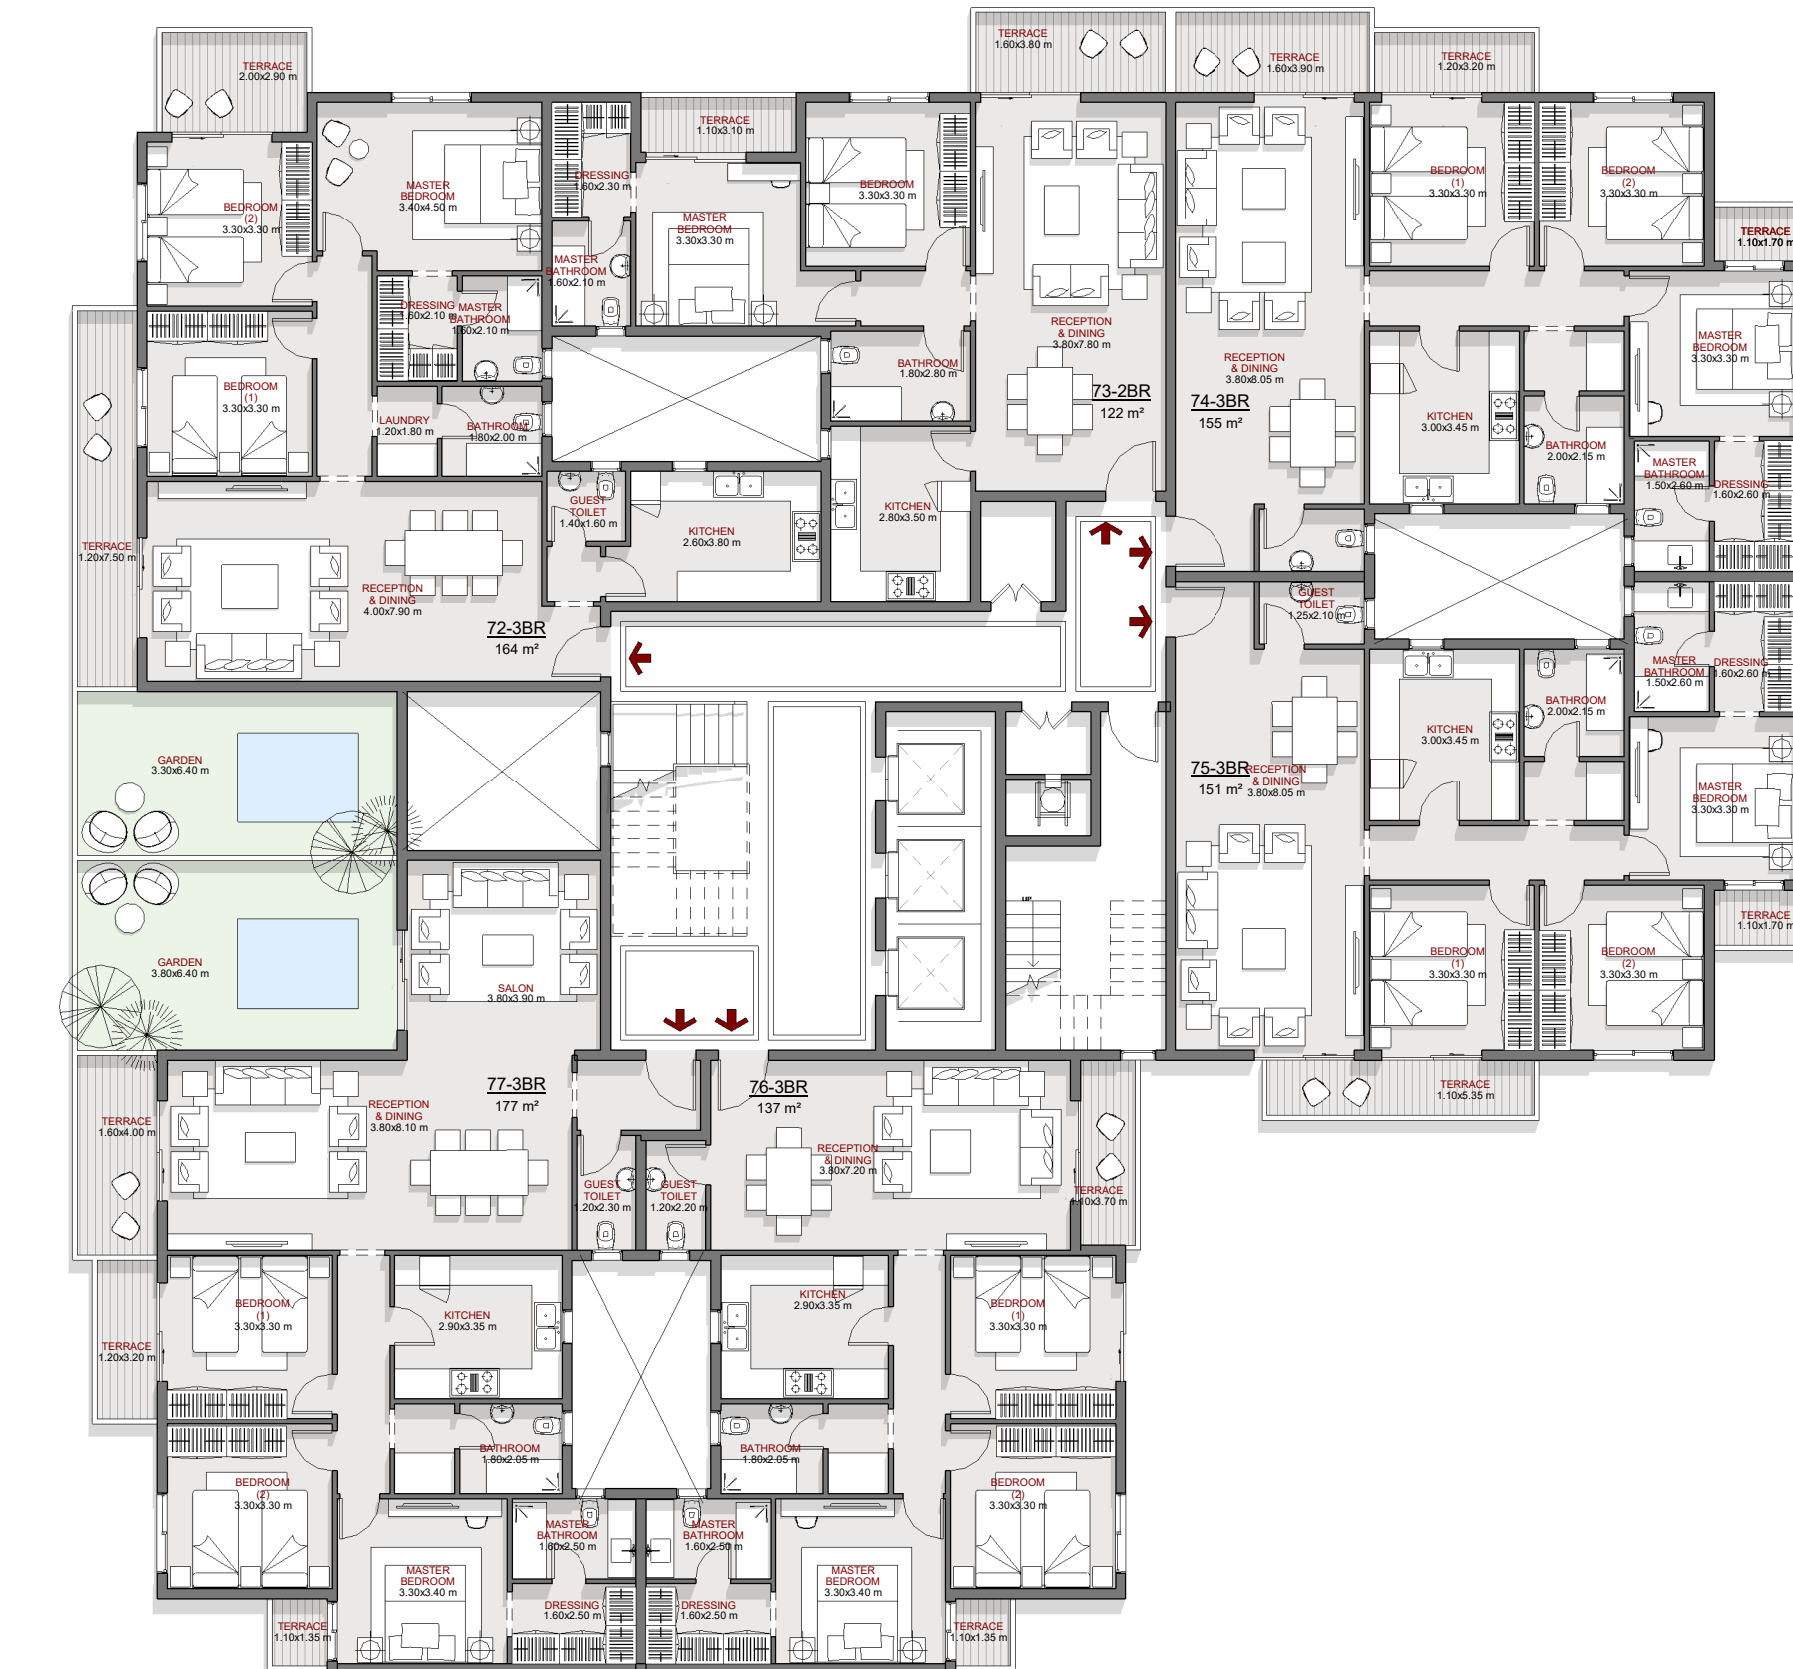 TERRACE
2.00x2.90 m
TERRACE
1.60x3.80 m
TERRACE
1.60x3.90 m
TERRACE
1.20x3.20 m
TERRACE
1.10x3.10 m
BEDROOM
(2)
3.30x3.30 m
MASTER
BEDROOM
3.40x4.50 m
DRESSING
1.60x2.30 m
MASTER
BEDROOM
3.30x3.30 m
BEDROOM
3.30x3.30 m
BEDROOM
(1)
3.30x3.30 m
BEDROOM
(2)
3.30x3.30 m
TERRACE
1.10x1.70 m
MASTER
BATHROOM
1.60x2.10 m
DRESSING
1.60x2.10 m
MASTER
BATHROOM
1.60x2.10 m
RECEPTION
& DINING
3.80x7.80 m
RECEPTION
& DINING
3.80x8.05 m
MASTER
BEDROOM
3.30x3.30 m
BEDROOM
(1)
3.30x3.30 m
BATHROOM
1.80x2.80 m
73-2BR
122 m²
74-3BR
155 m²
LAUNDRY
1.20x1.80 m
BATHROOM
1.80x2.00 m
KITCHEN
3.00x3.45 m
BATHROOM
2.00x2.15 m
MASTER
BATHROOM
1.50x2.60 m
DRESSING
1.60x2.60 m
GUEST
TOILET
1.40x1.60 m
KITCHEN
2.60x3.80 m
KITCHEN
2.80x3.50 m
TERRACE
1.20x7.50 m
RECEPTION
& DINING
4.00x7.90 m
72-3BR
164 m²
GUEST
TOILET
1.25x2.10 m
MASTER
BATHROOM
1.50x2.60 m
DRESSING
1.60x2.60 m
KITCHEN
3.00x3.45 m
BATHROOM
2.00x2.15 m
GARDEN
3.30x6.40 m
75-3BR
151 m²
RECEPTION
& DINING
3.80x8.05 m
MASTER
BEDROOM
3.30x3.30 m
UP
TERRACE
1.10x1.70 m
GARDEN
3.80x6.40 m
SALON
3.80x3.90 m
BEDROOM
(1)
3.30x3.30 m
BEDROOM
(2)
3.30x3.30 m
TERRACE
1.10x5.35 m
TERRACE
1.60x4.00 m
RECEPTION
& DINING
3.80x8.10 m
77-3BR
177 m²
76-3BR
137 m²
RECEPTION
& DINING
3.80x7.20 m
GUEST
TOILET
1.20x2.30 m
GUEST
TOILET
1.20x2.20 m
TERRACE
1.10x3.70 m
BEDROOM
(1)
3.30x3.30 m
KITCHEN
2.90x3.35 m
KITCHEN
2.90x3.35 m
BEDROOM
(1)
3.30x3.30 m
TERRACE
1.20x3.20 m
BATHROOM
1.80x2.05 m
BATHROOM
1.80x2.05 m
BEDROOM
(2)
3.30x3.30 m
BEDROOM
(2)
3.30x3.30 m
MASTER
BATHROOM
1.60x2.50 m
MASTER
BATHROOM
1.60x2.50 m
MASTER
BEDROOM
3.30x3.40 m
MASTER
BEDROOM
3.30x3.40 m
DRESSING
1.60x2.50 m
DRESSING
1.60x2.50 m
TERRACE
1.10x1.35 m
TERRACE
1.10x1.35 m